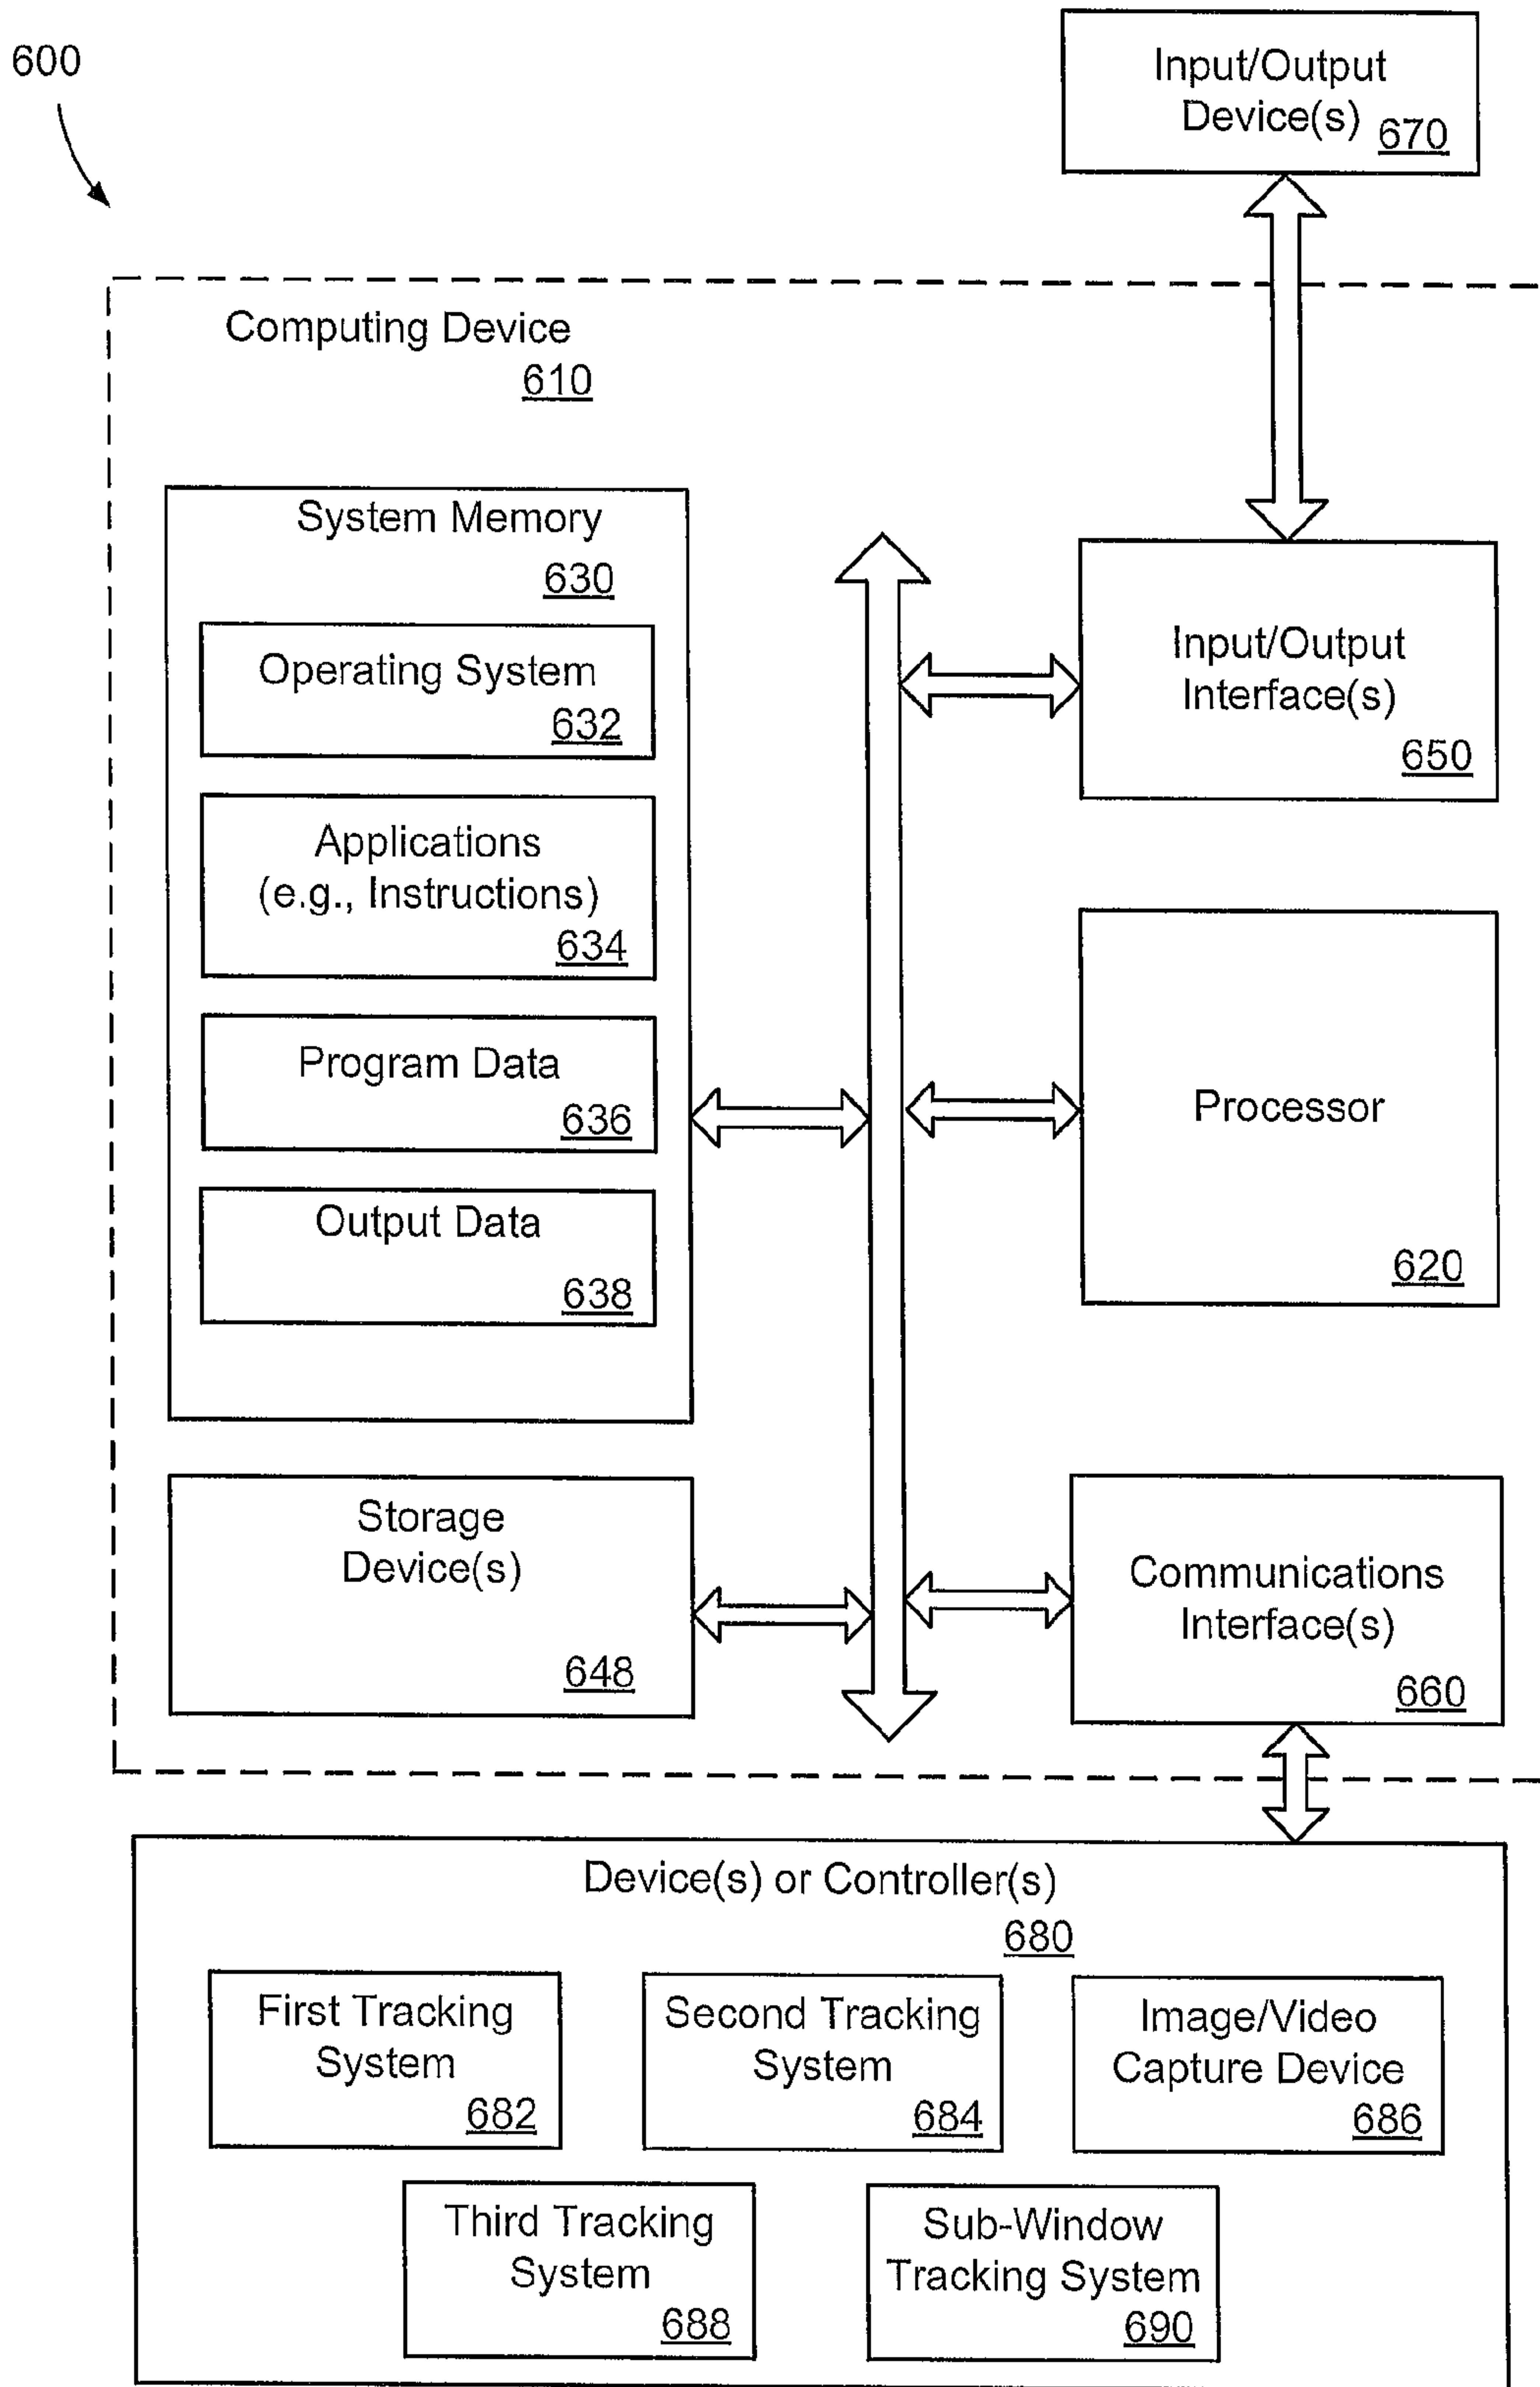 600
Input/Output
Device(s) 670
Computing Device
610
System Memory
630
Operating System
632
Applications
(e.g., Instructions)
634
Program Data
636
Output Data
638
Storage
Device(s)
648
Input/Output
Interface(s)
650
Processor
620
Communications
Interface(s)
660
Device(s) or Controller(s)
680
First Tracking
System
682
Second Tracking
System
684
Image/Video
Capture Device
686
Third Tracking
System
688
Sub-Window
Tracking System
690